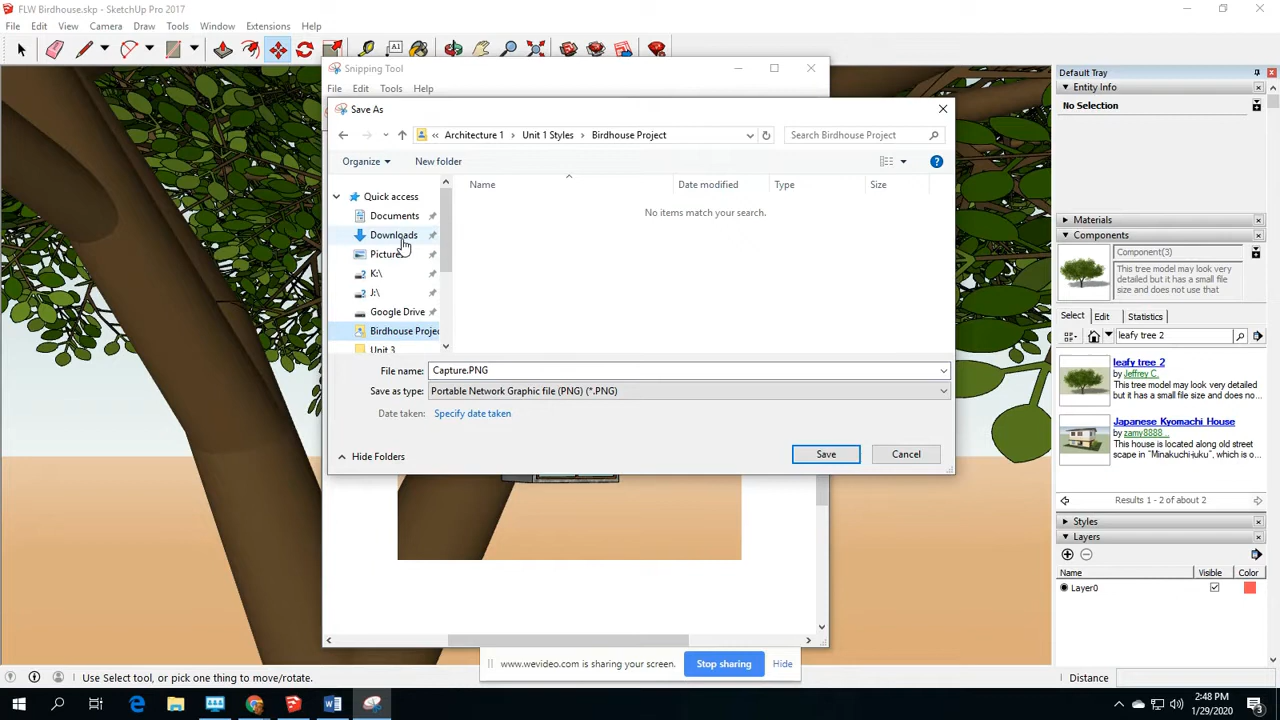 FLW Birdhouse.skp - SketchUp Pro 2017
File Edit View Camera Draw Tools Window Extensions Help
Snipping Tool
File Edit Tools Help
Save As
« Architecture 1 > Unit 1 Styles > Birdhouse Project
Search Birdhouse Project
Organize New folder
Name Date modified Type Size
No items match your search.
Quick access
Documents
Downloads
K:\
J:\
Google Drive
Unit 3
File name: Capture.PNG
Save as type: Portable Network Graphic file (PNG) (*.PNG)
Date taken: Specify date taken
Hide Folders
Save Cancel
Default Tray
Entity Info
No Selection
Materials
Components
Component(3)
This tree model may look very
detailed but it has a small file
size and does not use that
Select Edit Statistics
leafy tree 2
leafy tree 2
by Jeffrey C.
This tree model may look very detailed
but it has a small file size and does no...
Japanese Kyomachi House
by zamy8888 ..
This house is located along old street
scape in "Minakuchi-juku", which is o...
Results 1 - 2 of about 2
Styles
Layers
Name Visible Color
Layer0
www.wevideo.com is sharing your screen. Stop sharing Hide
Use Select tool, or pick one thing to move/rotate.
Distance
2:48 PM
1/29/2020
3